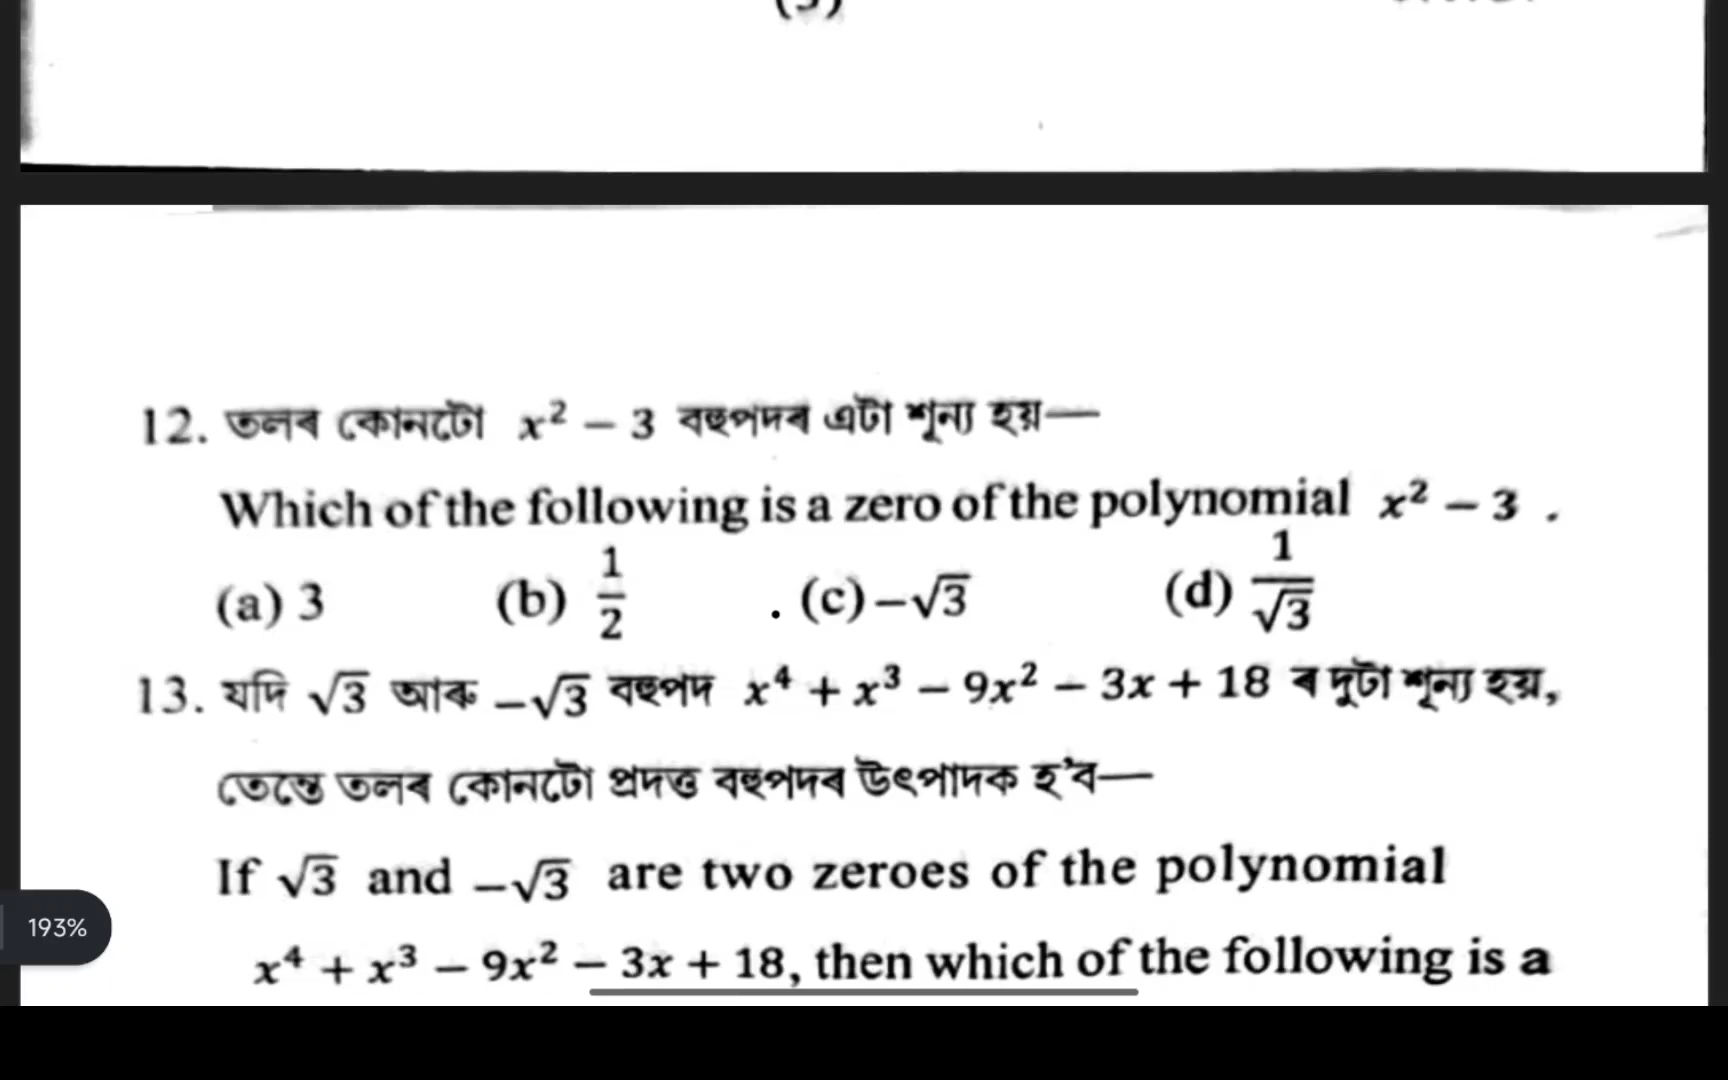 12. তলৰ কোনটো x² – 3 বহুপদৰ এটা শূন্য হয়—
Which of the following is a zero of the polynomial x² – 3 .
(a) 3 (b) 1/2 . (c) –√3 (d) 1/√3
13. যদি √3 আৰু –√3 বহুপদ x⁴ + x³ – 9x² – 3x + 18 ৰ দুটা শূন্য হয়,
তেন্তে তলৰ কোনটো প্ৰদত্ত বহুপদৰ উৎপাদক হ'ব—
If √3 and –√3 are two zeroes of the polynomial
193%
x⁴ + x³ – 9x² – 3x + 18, then which of the following is a